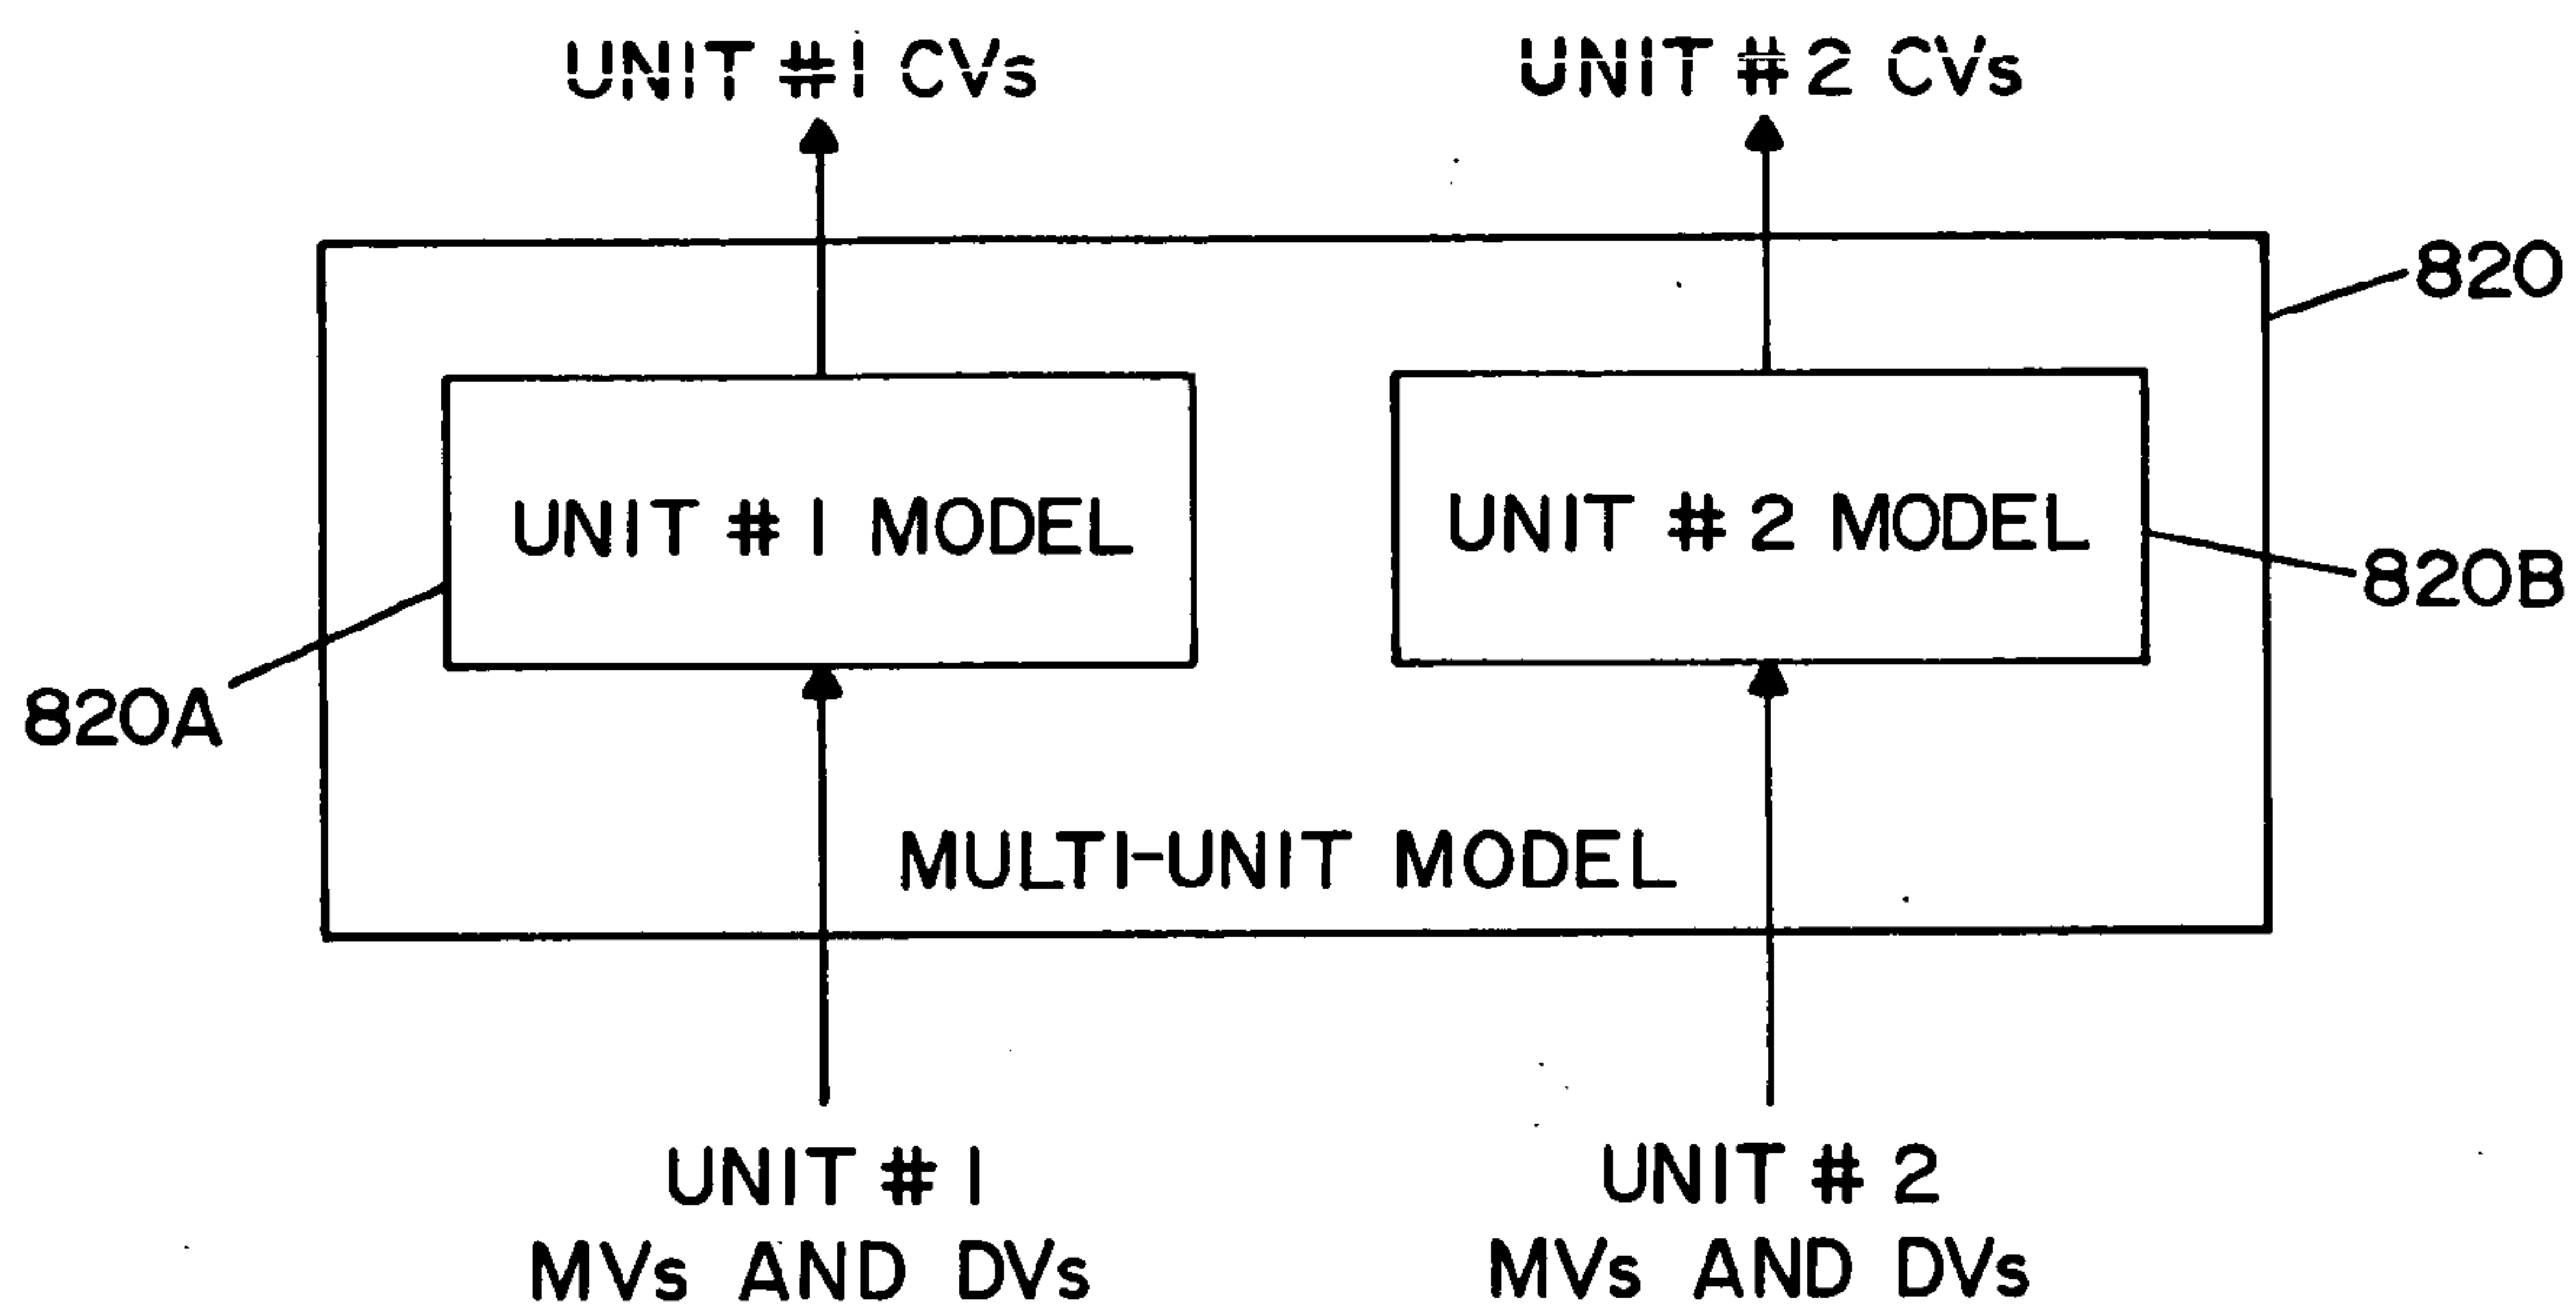 UNIT #1 CVs
UNIT #2 CVs
820
UNIT #1 MODEL
UNIT #2 MODEL
820B
820A
MULTI-UNIT MODEL
UNIT #1
MVs AND DVs
UNIT #2
MVs AND DVs